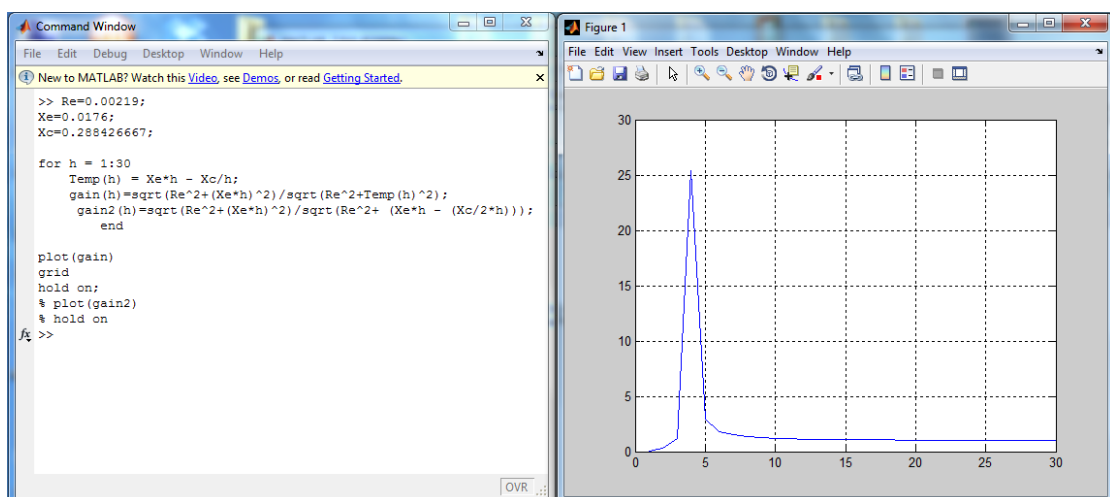 Command Window
File Edit Debug Desktop Window Help
New to MATLAB? Watch this Video, see Demos, or read Getting Started.
>> Re=0.00219;
Xe=0.0176;
Xc=0.288426667;
for h = 1:30
Temp(h) = Xe*h - Xc/h;
gain(h)=sqrt(Re^2+(Xe*h)^2)/sqrt(Re^2+Temp(h)^2);
gain2(h)=sqrt(Re^2+(Xe*h)^2)/sqrt(Re^2+ (Xe*h - (Xc/2*h)));
end
plot(gain)
grid
hold on;
% plot(gain2)
% hold on
fx >>
OVR
Figure 1
File Edit View Insert Tools Desktop Window Help
30
25
20
15
10
5
0
0 5 10 15 20 25 30